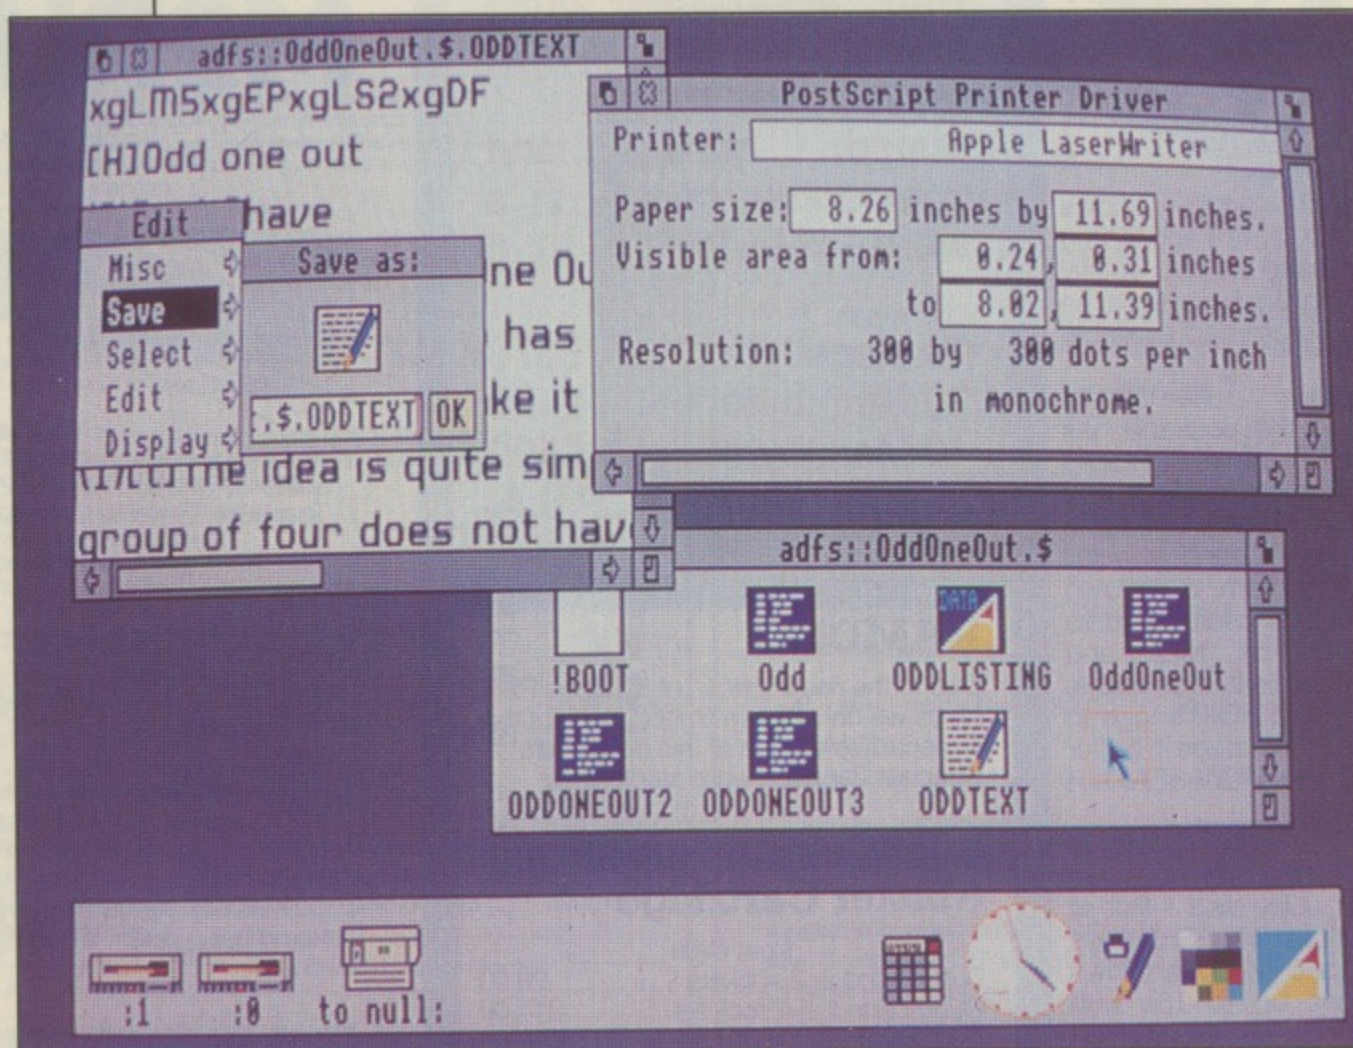 adfs::OddOneOut.$.ODDTEXT
xgLM5xgEPxgLS2xgDF
[H]Odd one out
have
ne Ou
has
ke it
The idea is quite sim
group of four does not hav
Edit
Misc
Save
Select
Edit
Display
Save as:
.$.ODDTEXT
OK
PostScript Printer Driver
Printer: Apple LaserWriter
Paper size: 8.26 inches by 11.69 inches.
Visible area from: 0.24, 0.31 inches
to 8.02, 11.39 inches.
Resolution: 300 by 300 dots per inch
in monochrome.
adfs::OddOneOut.$
DATA
!BOOT Odd ODDLISTING OddOneOut
ODDONEOUT2 ODDONEOUT3 ODDTEXT
:1 :0 to null: